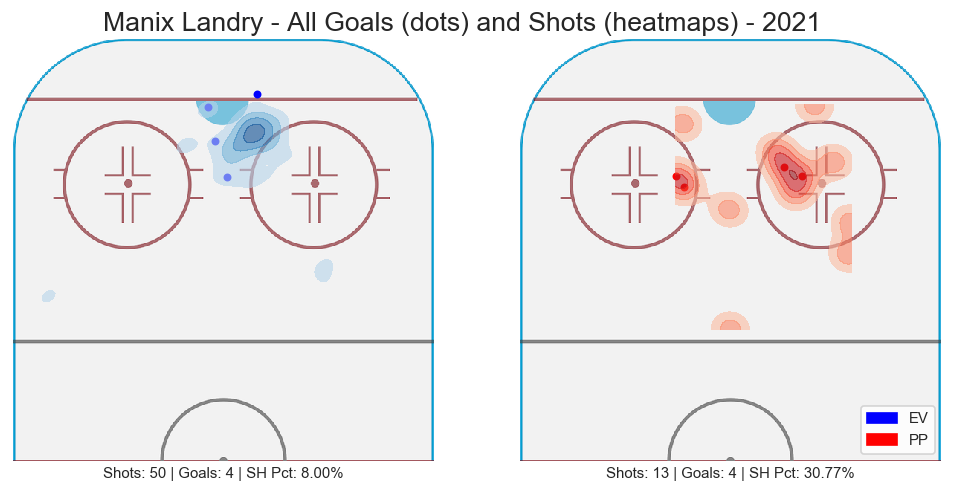 Manix Landry - All Goals (dots) and Shots (heatmaps) - 2021
EV
PP
Shots: 50 | Goals: 4 | SH Pct: 8.00%
Shots: 13 | Goals: 4 | SH Pct: 30.77%